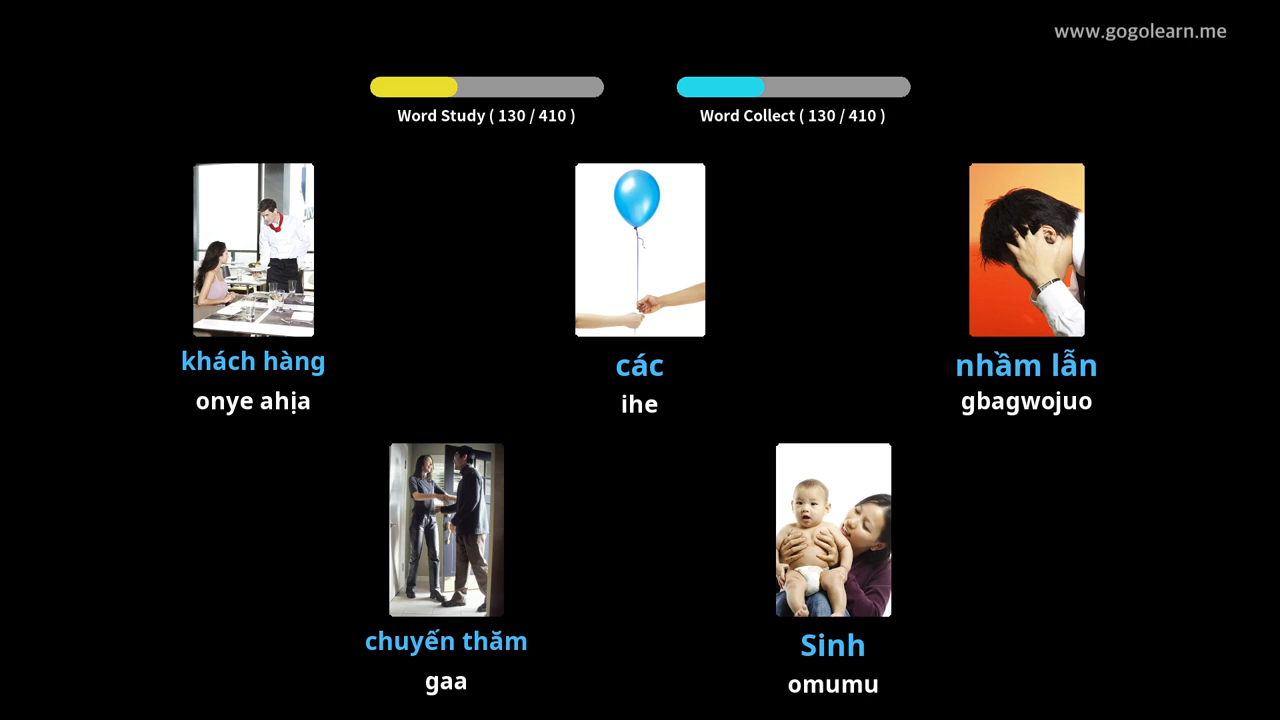 www.gogolearn.me
Word Study ( 130 / 410 )
Word Collect ( 130 / 410 )
khách hàng
onye ahịa
các
ihe
nhầm lẫn
gbagwojuo
chuyến thăm
gaa
Sinh
omumu